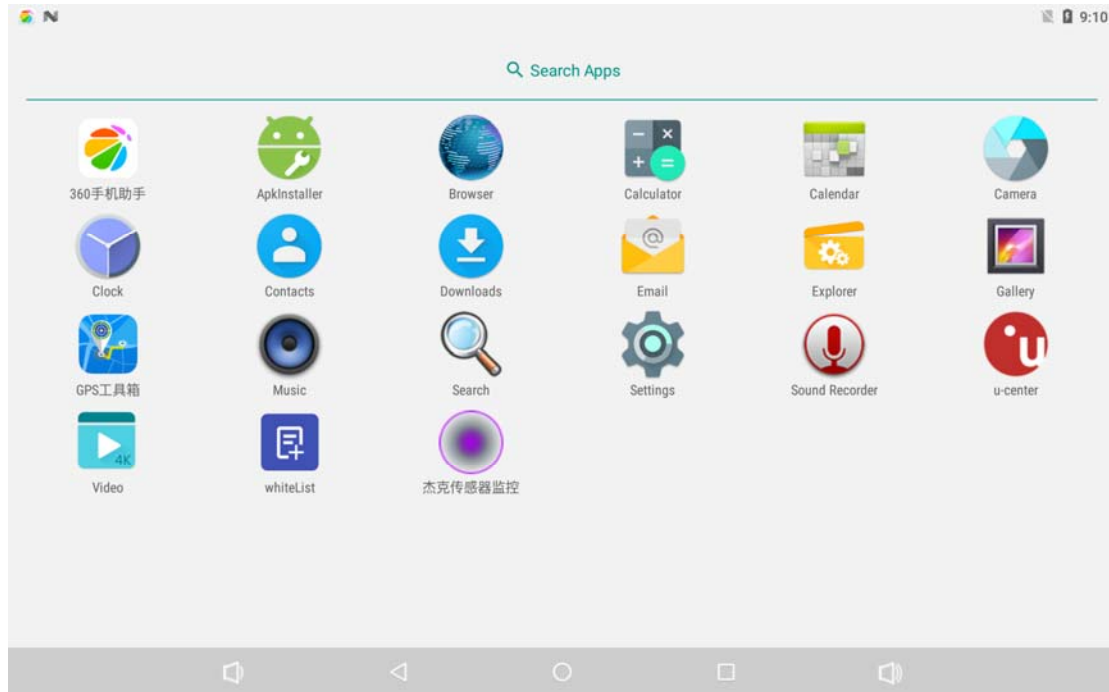 9:10
Search Apps
360手机助手 ApkInstaller Browser Calculator Calendar Camera
Clock Contacts Downloads Email Explorer Gallery
GPS工具箱 Music Search Settings Sound Recorder u-center
4K
Video whiteList 杰克传感器监控